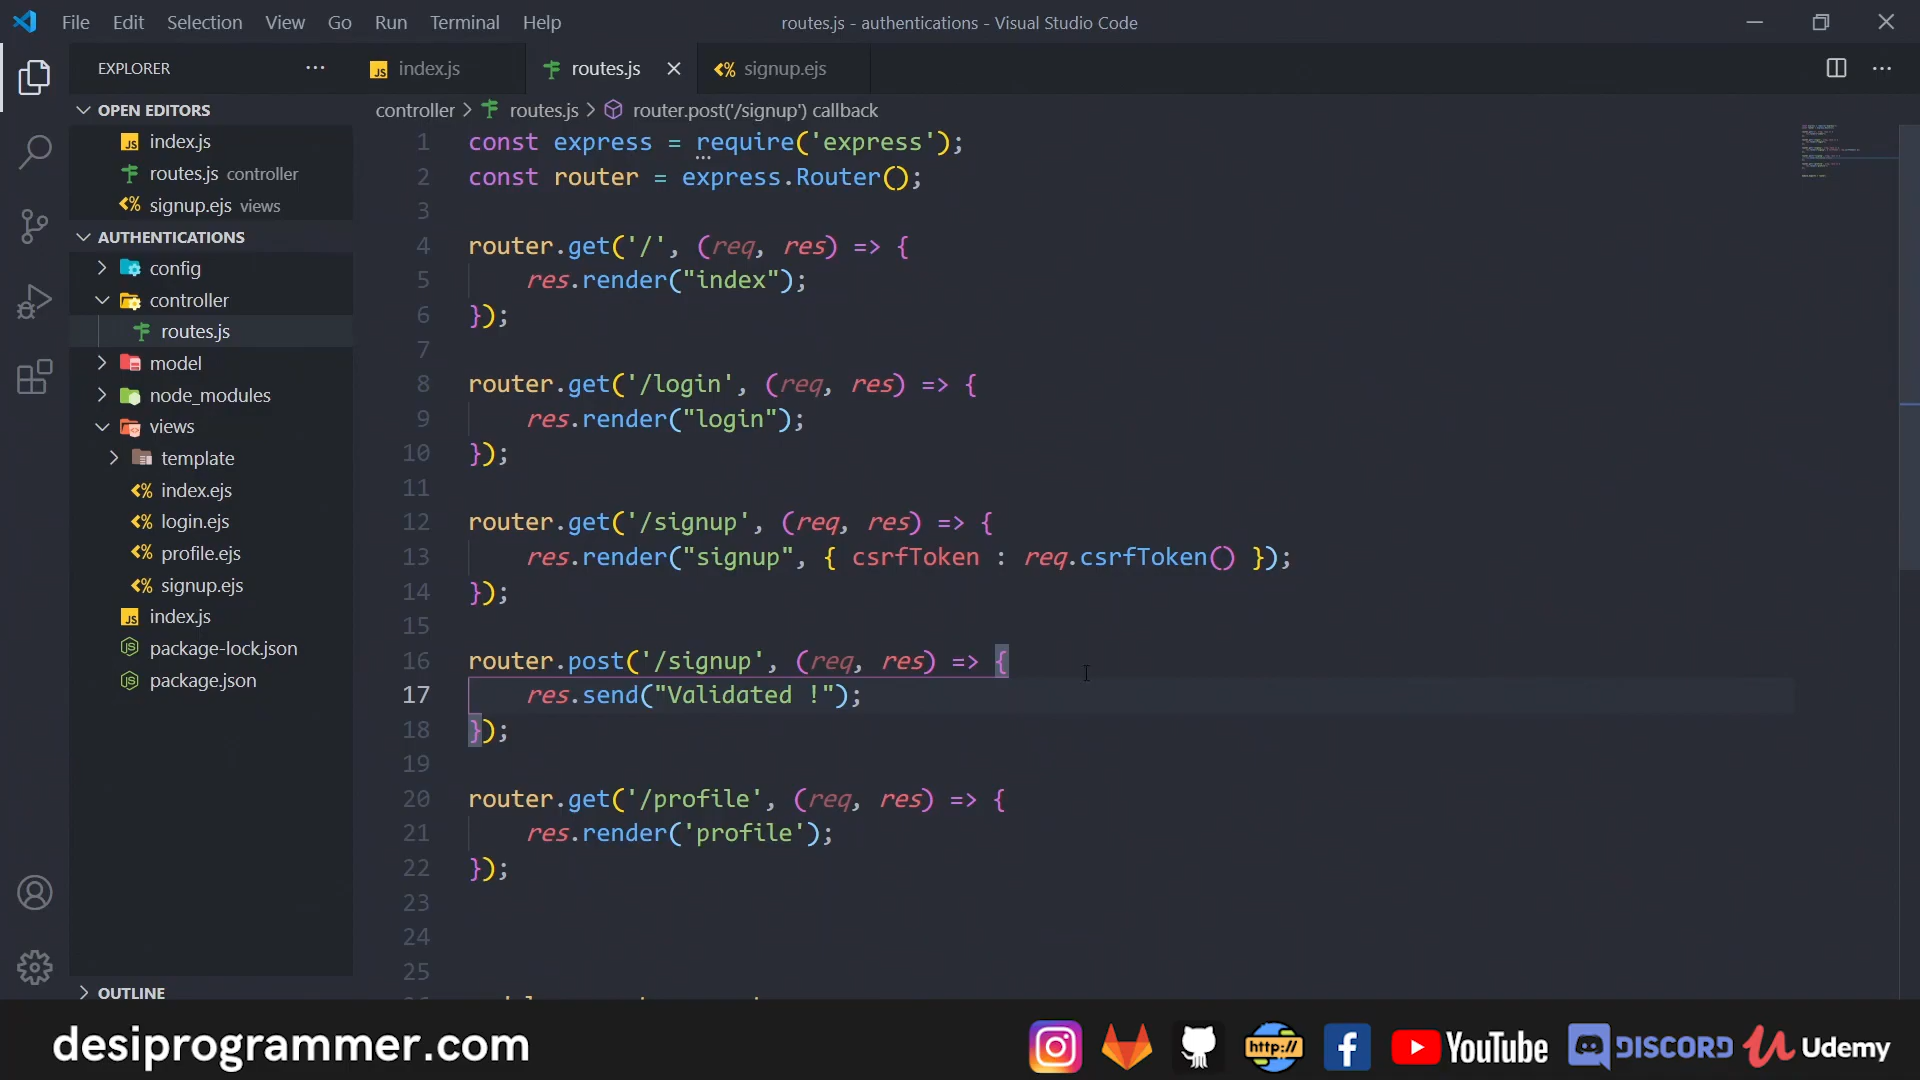 File Edit Selection View Go Run Terminal Help
routes.js - authentications - Visual Studio Code
EXPLORER
index.js
routes.js
signup.ejs
OPEN EDITORS
index.js
routes.js controller
signup.ejs views
AUTHENTICATIONS
config
controller
routes.js
model
node_modules
views
template
index.ejs
login.ejs
profile.ejs
signup.ejs
index.js
package-lock.json
package.json
OUTLINE
controller > routes.js > router.post('/signup') callback
1 const express = require('express');
2 const router = express.Router();
3
4 router.get('/', (req, res) => {
5     res.render("index");
6 });
7
8 router.get('/login', (req, res) => {
9     res.render("login");
10 });
11
12 router.get('/signup', (req, res) => {
13     res.render("signup", { csrfToken : req.csrfToken() });
14 });
15
16 router.post('/signup', (req, res) => {
17     res.send("Validated !");
18 });
19
20 router.get('/profile', (req, res) => {
21     res.render('profile');
22 });
23
24
25
desiprogrammer.com
http://
YouTube
DISCORD
Udemy